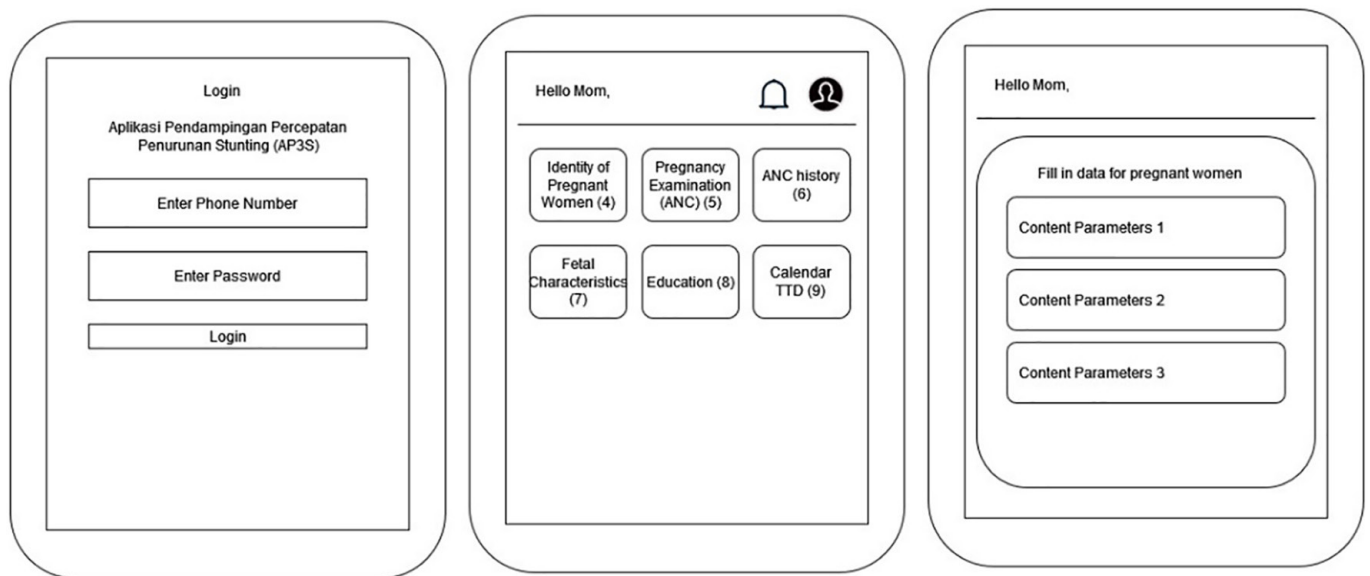 Login
Aplikasi Pendampingan Percepatan
Penurunan Stunting (AP3S)
Enter Phone Number
Enter Password
Login
Hello Mom,
Identity of
Pregnant
Women (4)
Pregnancy
Examination
(ANC) (5)
ANC history
(6)
Fetal
Characteristics
(7)
Education (8)
Calendar
TTD (9)
Hello Mom,
Fill in data for pregnant women
Content Parameters 1
Content Parameters 2
Content Parameters 3